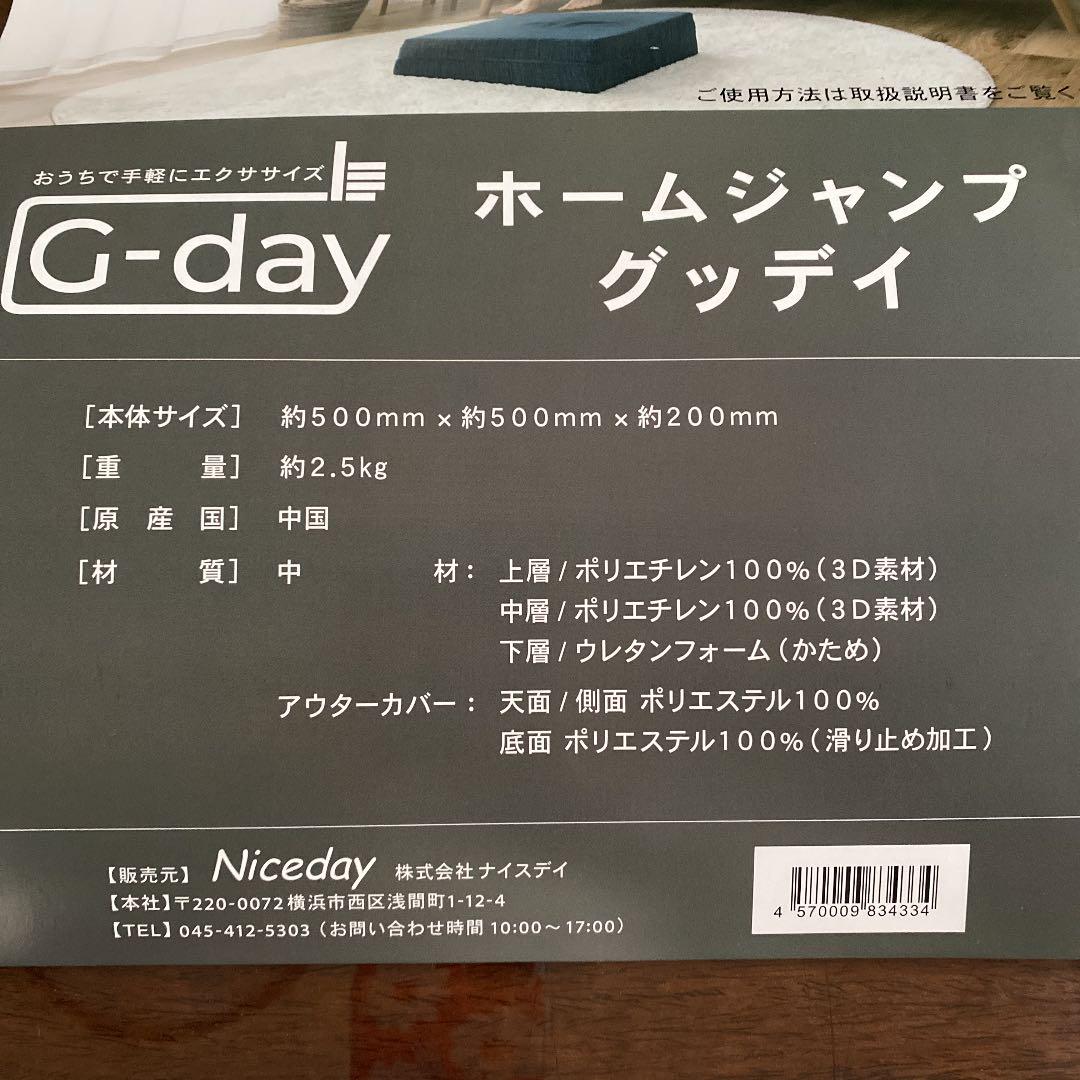 ご使用方法は取扱説明書をご覧く
おうちで手軽にエクササイズ
G-day
ホームジャンプ
グッデイ
[本体サイズ] 約500mm × 約500mm × 約200mm
[重 量] 約2.5kg
[原 産 国] 中国
[材 質] 中 材: 上層/ポリエチレン100%(3D素材)
中層/ポリエチレン100%(3D素材)
下層/ウレタンフォーム(かため)
アウターカバー: 天面/側面 ポリエステル100%
底面 ポリエステル100%(滑り止め加工)
【販売元】 Niceday 株式会社ナイスデイ
【本社】〒220-0072 横浜市西区浅間町1-12-4
【TEL】045-412-5303(お問い合わせ時間 10:00～17:00)
4 570009 834334